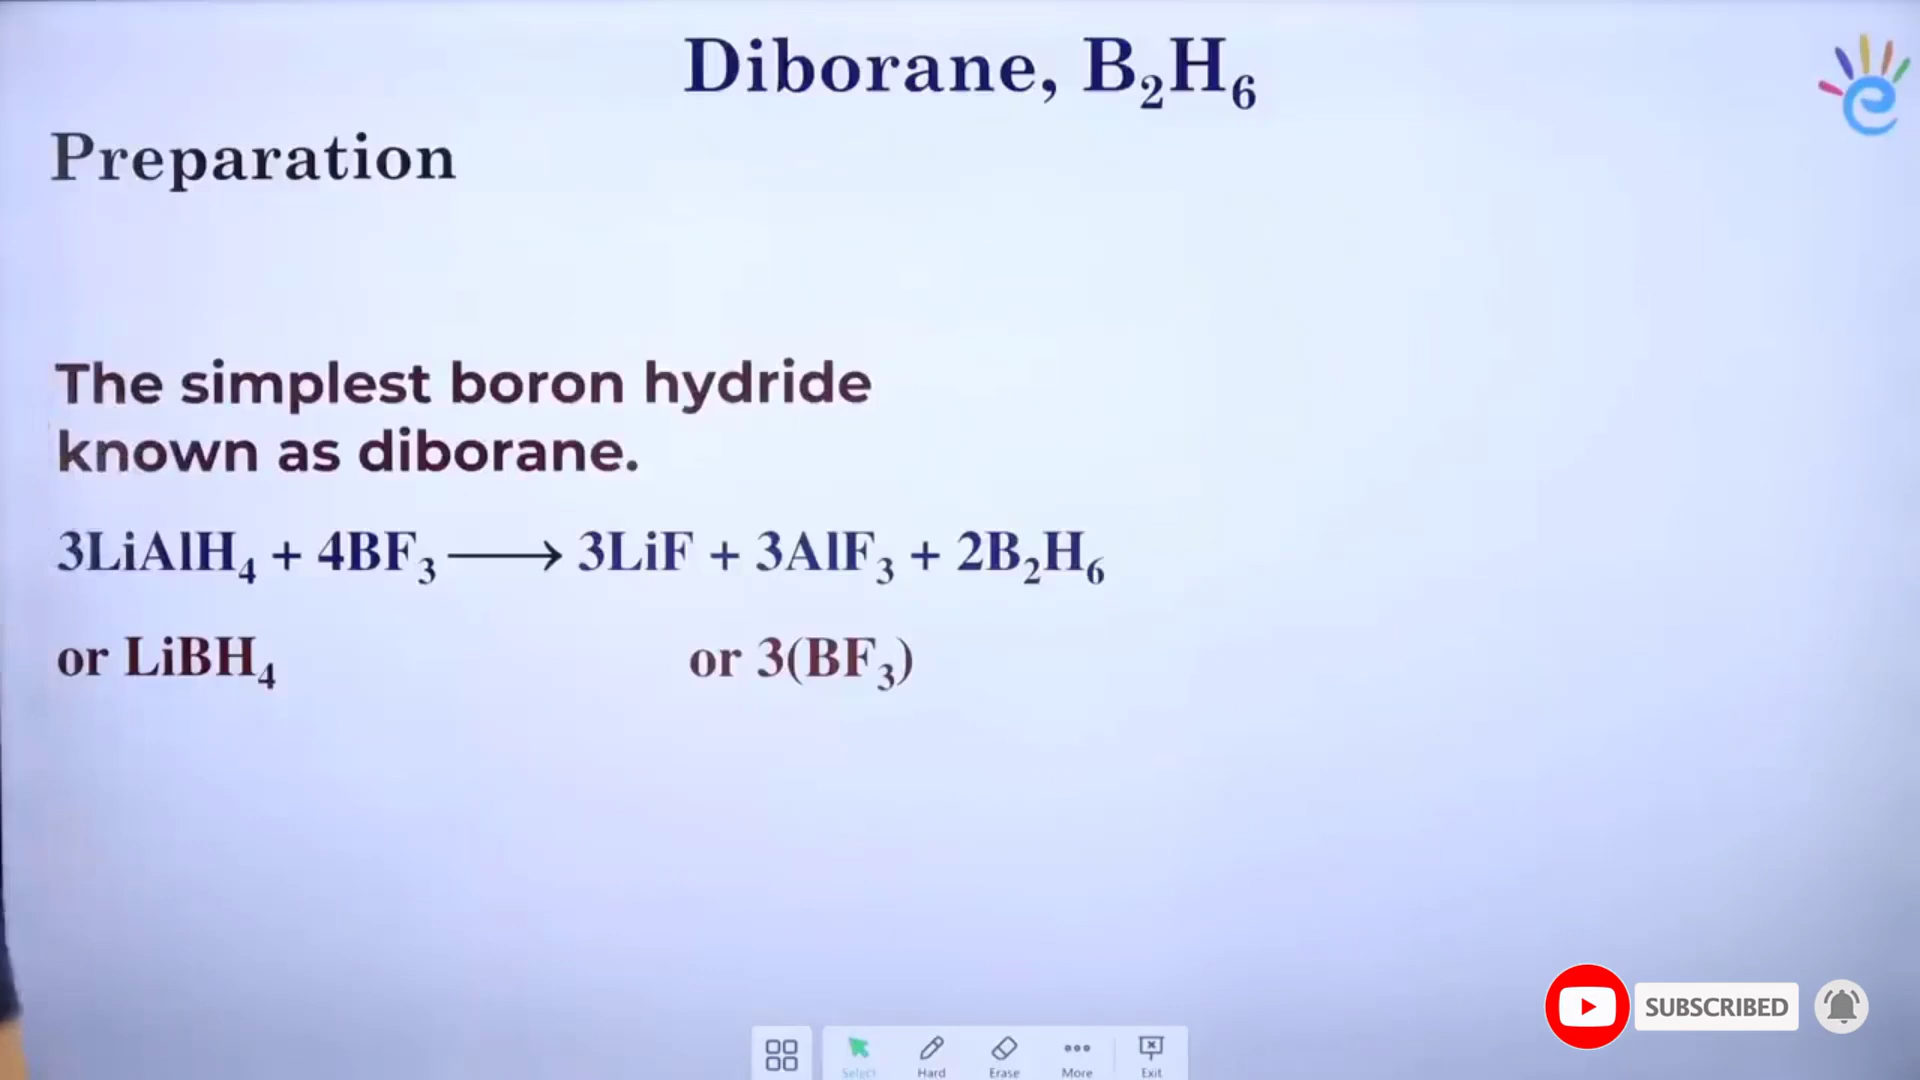 Diborane, B₂H₆
Preparation
The simplest boron hydride
known as diborane.
3LiAlH₄ + 4BF₃ ⟶ 3LiF + 3AlF₃ + 2B₂H₆
or LiBH₄ or 3(BF₃)
SUBSCRIBED
Select Hard Erase More Exit